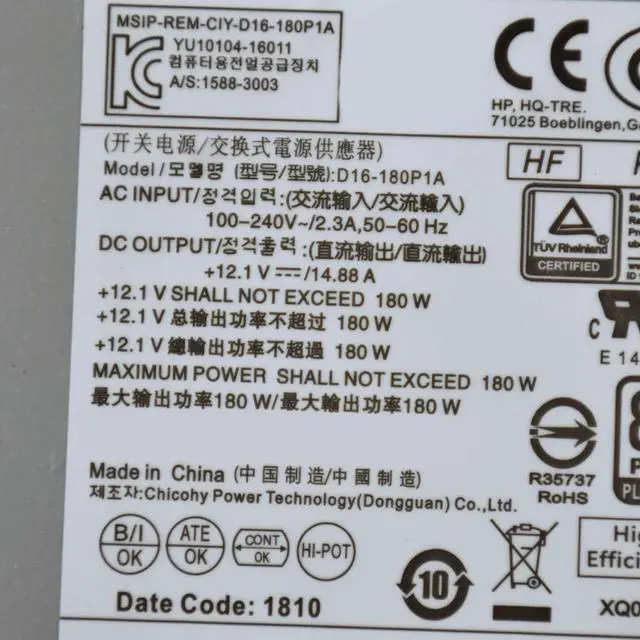 MSIP-REM-CIY-D16-180P1A
YU10104-16011
컴퓨터용전열공급징치
A/S:1588-3003
CE
HP, HQ-TRE.
71025 Boeblingen,
(开关电源/交换式電源供應器)
HF
Model/모델명 (型号/型號):D16-180P1A
AC INPUT/정격입력:(交流输入/交流輸入)
100-240V~/2.3A,50-60 Hz
DC OUTPUT/정격출력:(直流输出/直流輸出)
+12.1 V⎓/14.88 A
TÜV Rheinland
CERTIFIED
+12.1 V SHALL NOT EXCEED 180 W
+12.1 V 总输出功率不超过 180 W
+12.1 V 總輸出功率不超過 180 W
MAXIMUM POWER SHALL NOT EXCEED 180 W
最大输出功率180 W/最大輸出功率180 W
R35737
RoHS
Made in China (中国制造/中國制造)
제조자:Chicohy Power Technology(Dongguan) Co.,Ltd.
B/I OK
ATE OK
CONT OK
HI-POT
10
Date Code: 1810